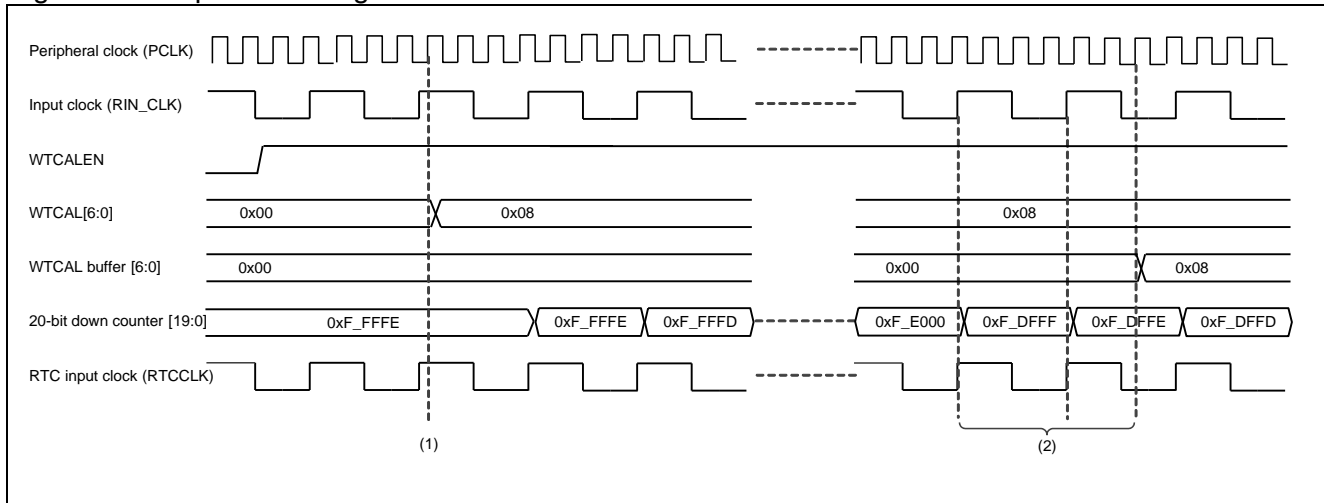 Peripheral clock (PCLK)
Input clock (RIN_CLK)
WTCALEN
WTCAL[6:0] 0x00 0x08 0x08
WTCAL buffer [6:0] 0x00 0x00 0x08
20-bit down counter [19:0] 0xF_FFFE 0xF_FFFE 0xF_FFFD 0xF_E000 0xF_DFFF 0xF_DFFE 0xF_DFFD
RTC input clock (RTCCLK)
(1) (2)